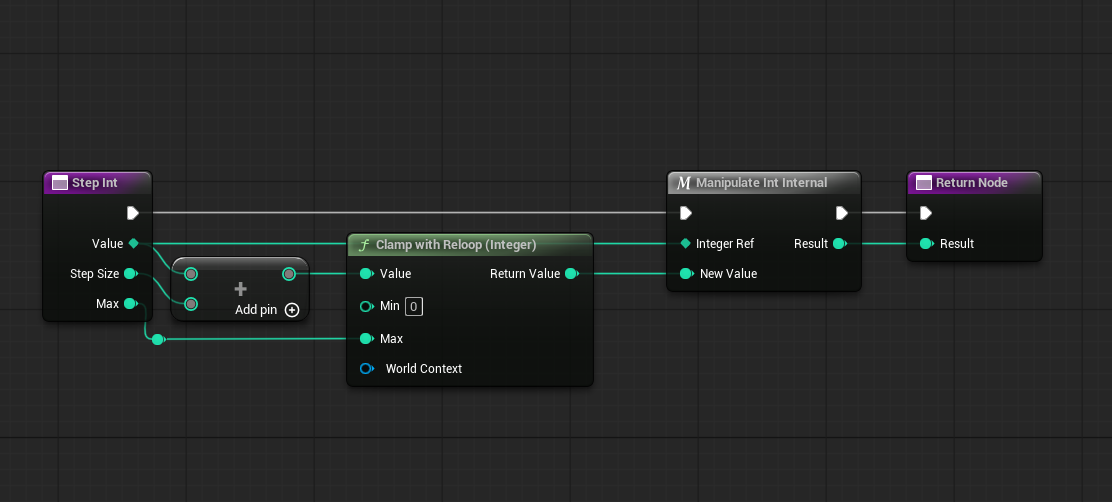 Step Int
Value
Step Size
Max
Add pin
Clamp with Reloop (Integer)
Value
Return Value
Min 0
Max
World Context
Manipulate Int Internal
Integer Ref
Result
New Value
Return Node
Result